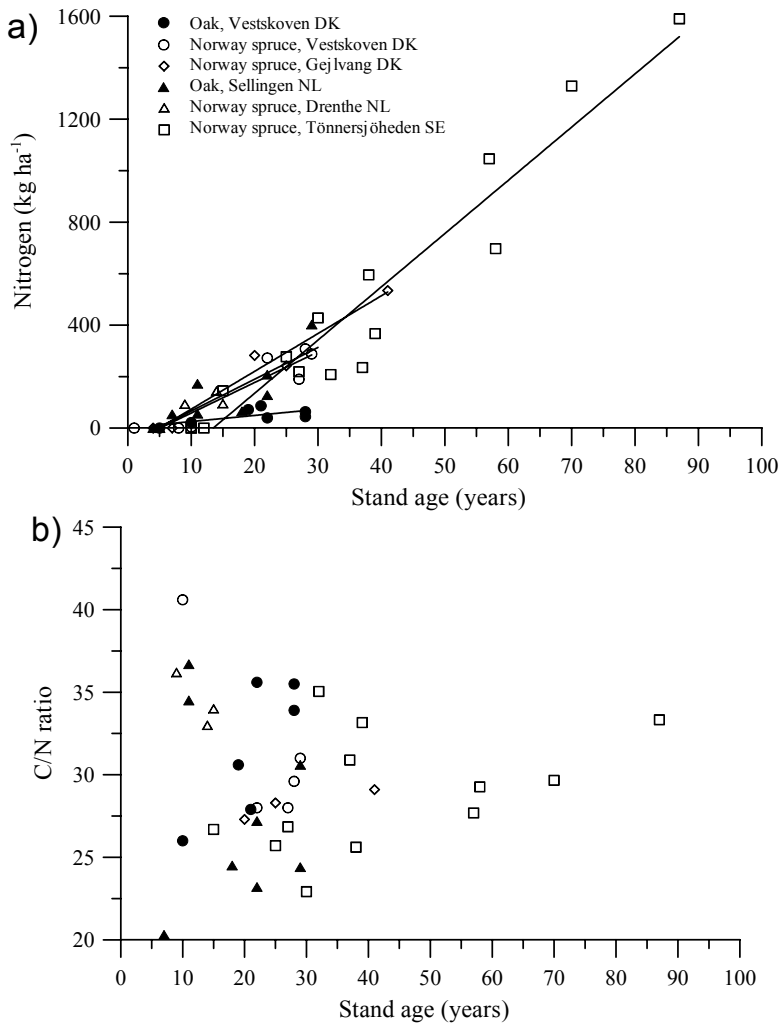 a)
1600
1200
800
400
0
Nitrogen (kg ha⁻¹)
Oak, Vestskoven DK
Norway spruce, Vestskoven DK
Norway spruce, Gejlvang DK
Oak, Sellingen NL
Norway spruce, Drenthe NL
Norway spruce, Tönnersjöheden SE
0 10 20 30 40 50 60 70 80 90 100
Stand age (years)
b)
45
40
35
30
25
20
C/N ratio
0 10 20 30 40 50 60 70 80 90 100
Stand age (years)